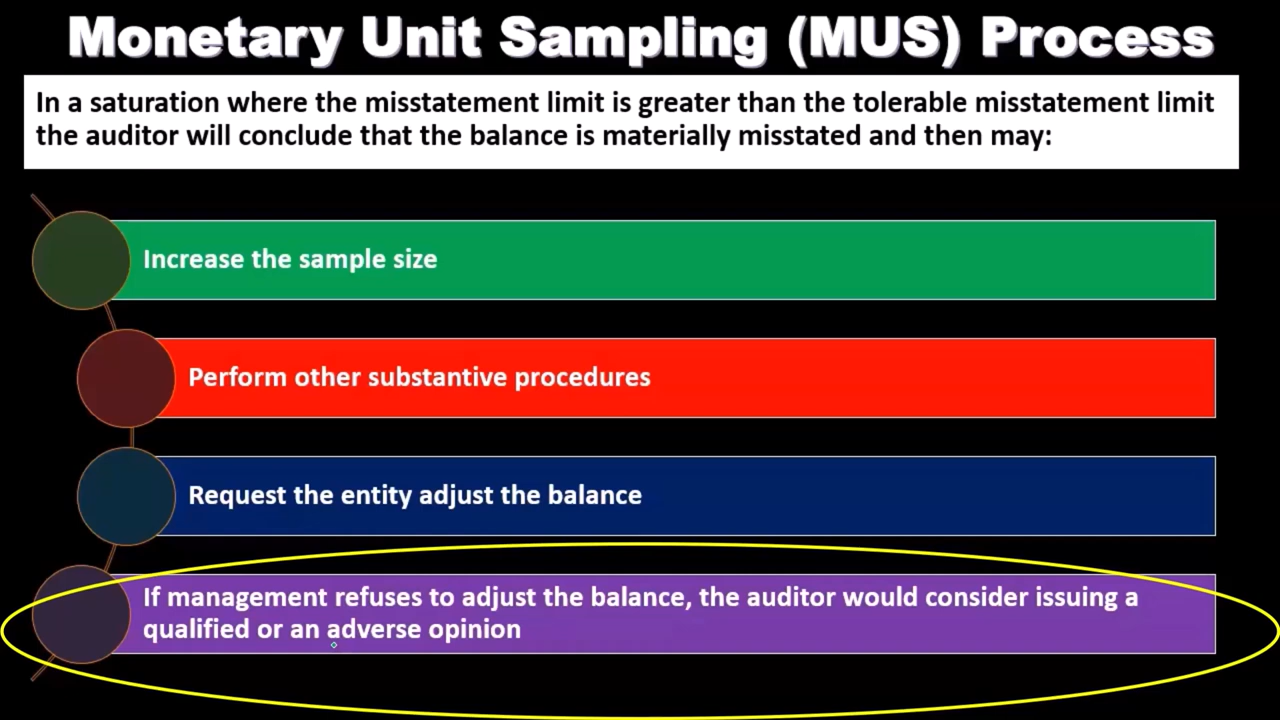 Monetary Unit Sampling (MUS) Process
In a saturation where the misstatement limit is greater than the tolerable misstatement limit
the auditor will conclude that the balance is materially misstated and then may:
Increase the sample size
Perform other substantive procedures
Request the entity adjust the balance
If management refuses to adjust the balance, the auditor would consider issuing a
qualified or an adverse opinion